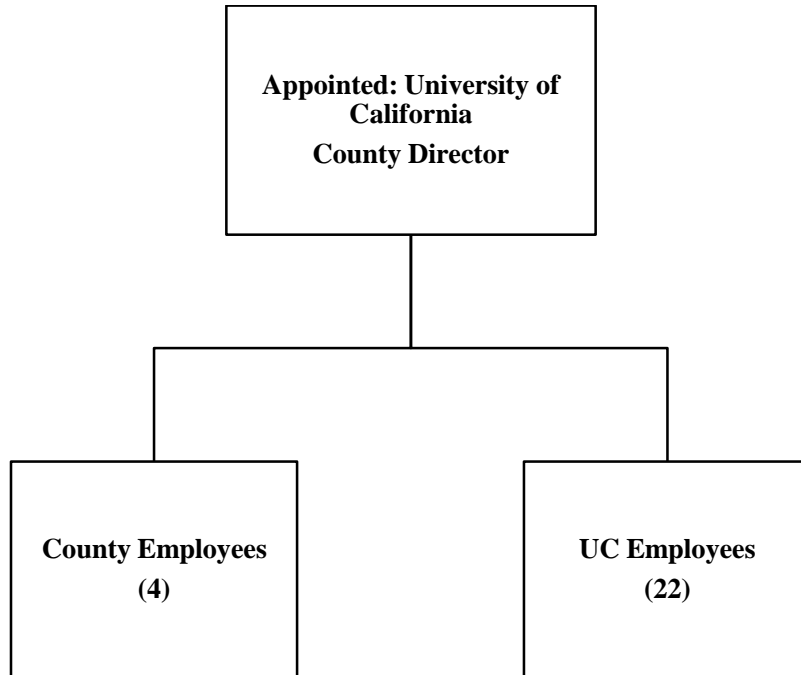 Appointed: University of
California
County Director
County Employees
(4)
UC Employees
(22)